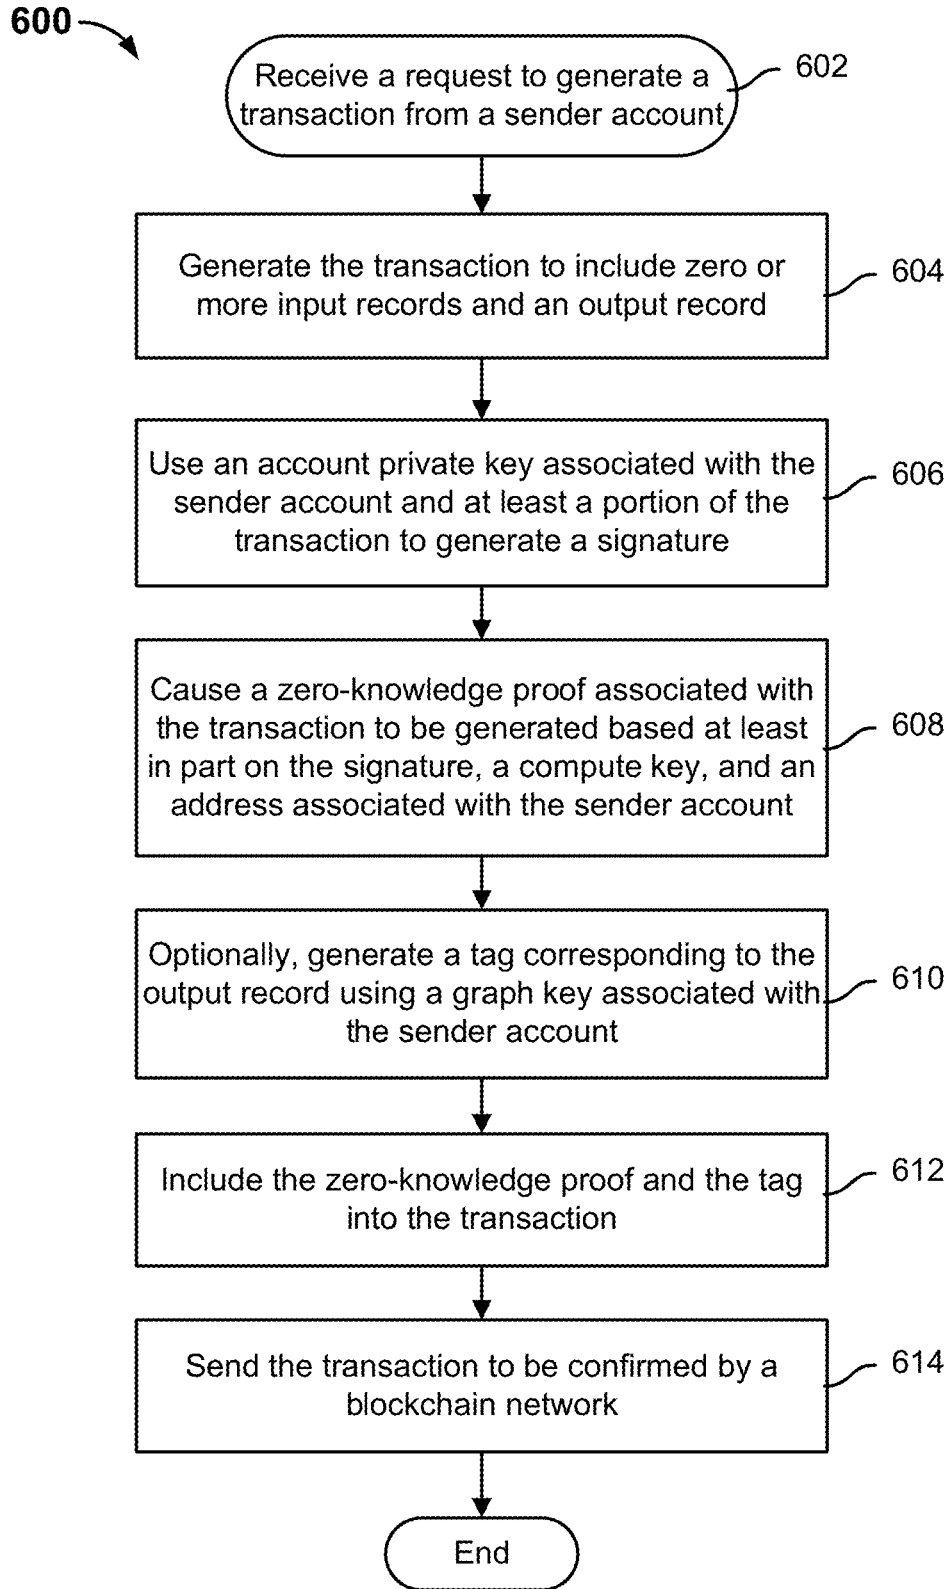 600
Receive a request to generate a
transaction from a sender account
602
Generate the transaction to include zero or
more input records and an output record
604
Use an account private key associated with the
sender account and at least a portion of the
transaction to generate a signature
606
Cause a zero-knowledge proof associated with
the transaction to be generated based at least
in part on the signature, a compute key, and an
address associated with the sender account
608
Optionally, generate a tag corresponding to the
output record using a graph key associated with
the sender account
610
Include the zero-knowledge proof and the tag
into the transaction
612
Send the transaction to be confirmed by a
blockchain network
614
End